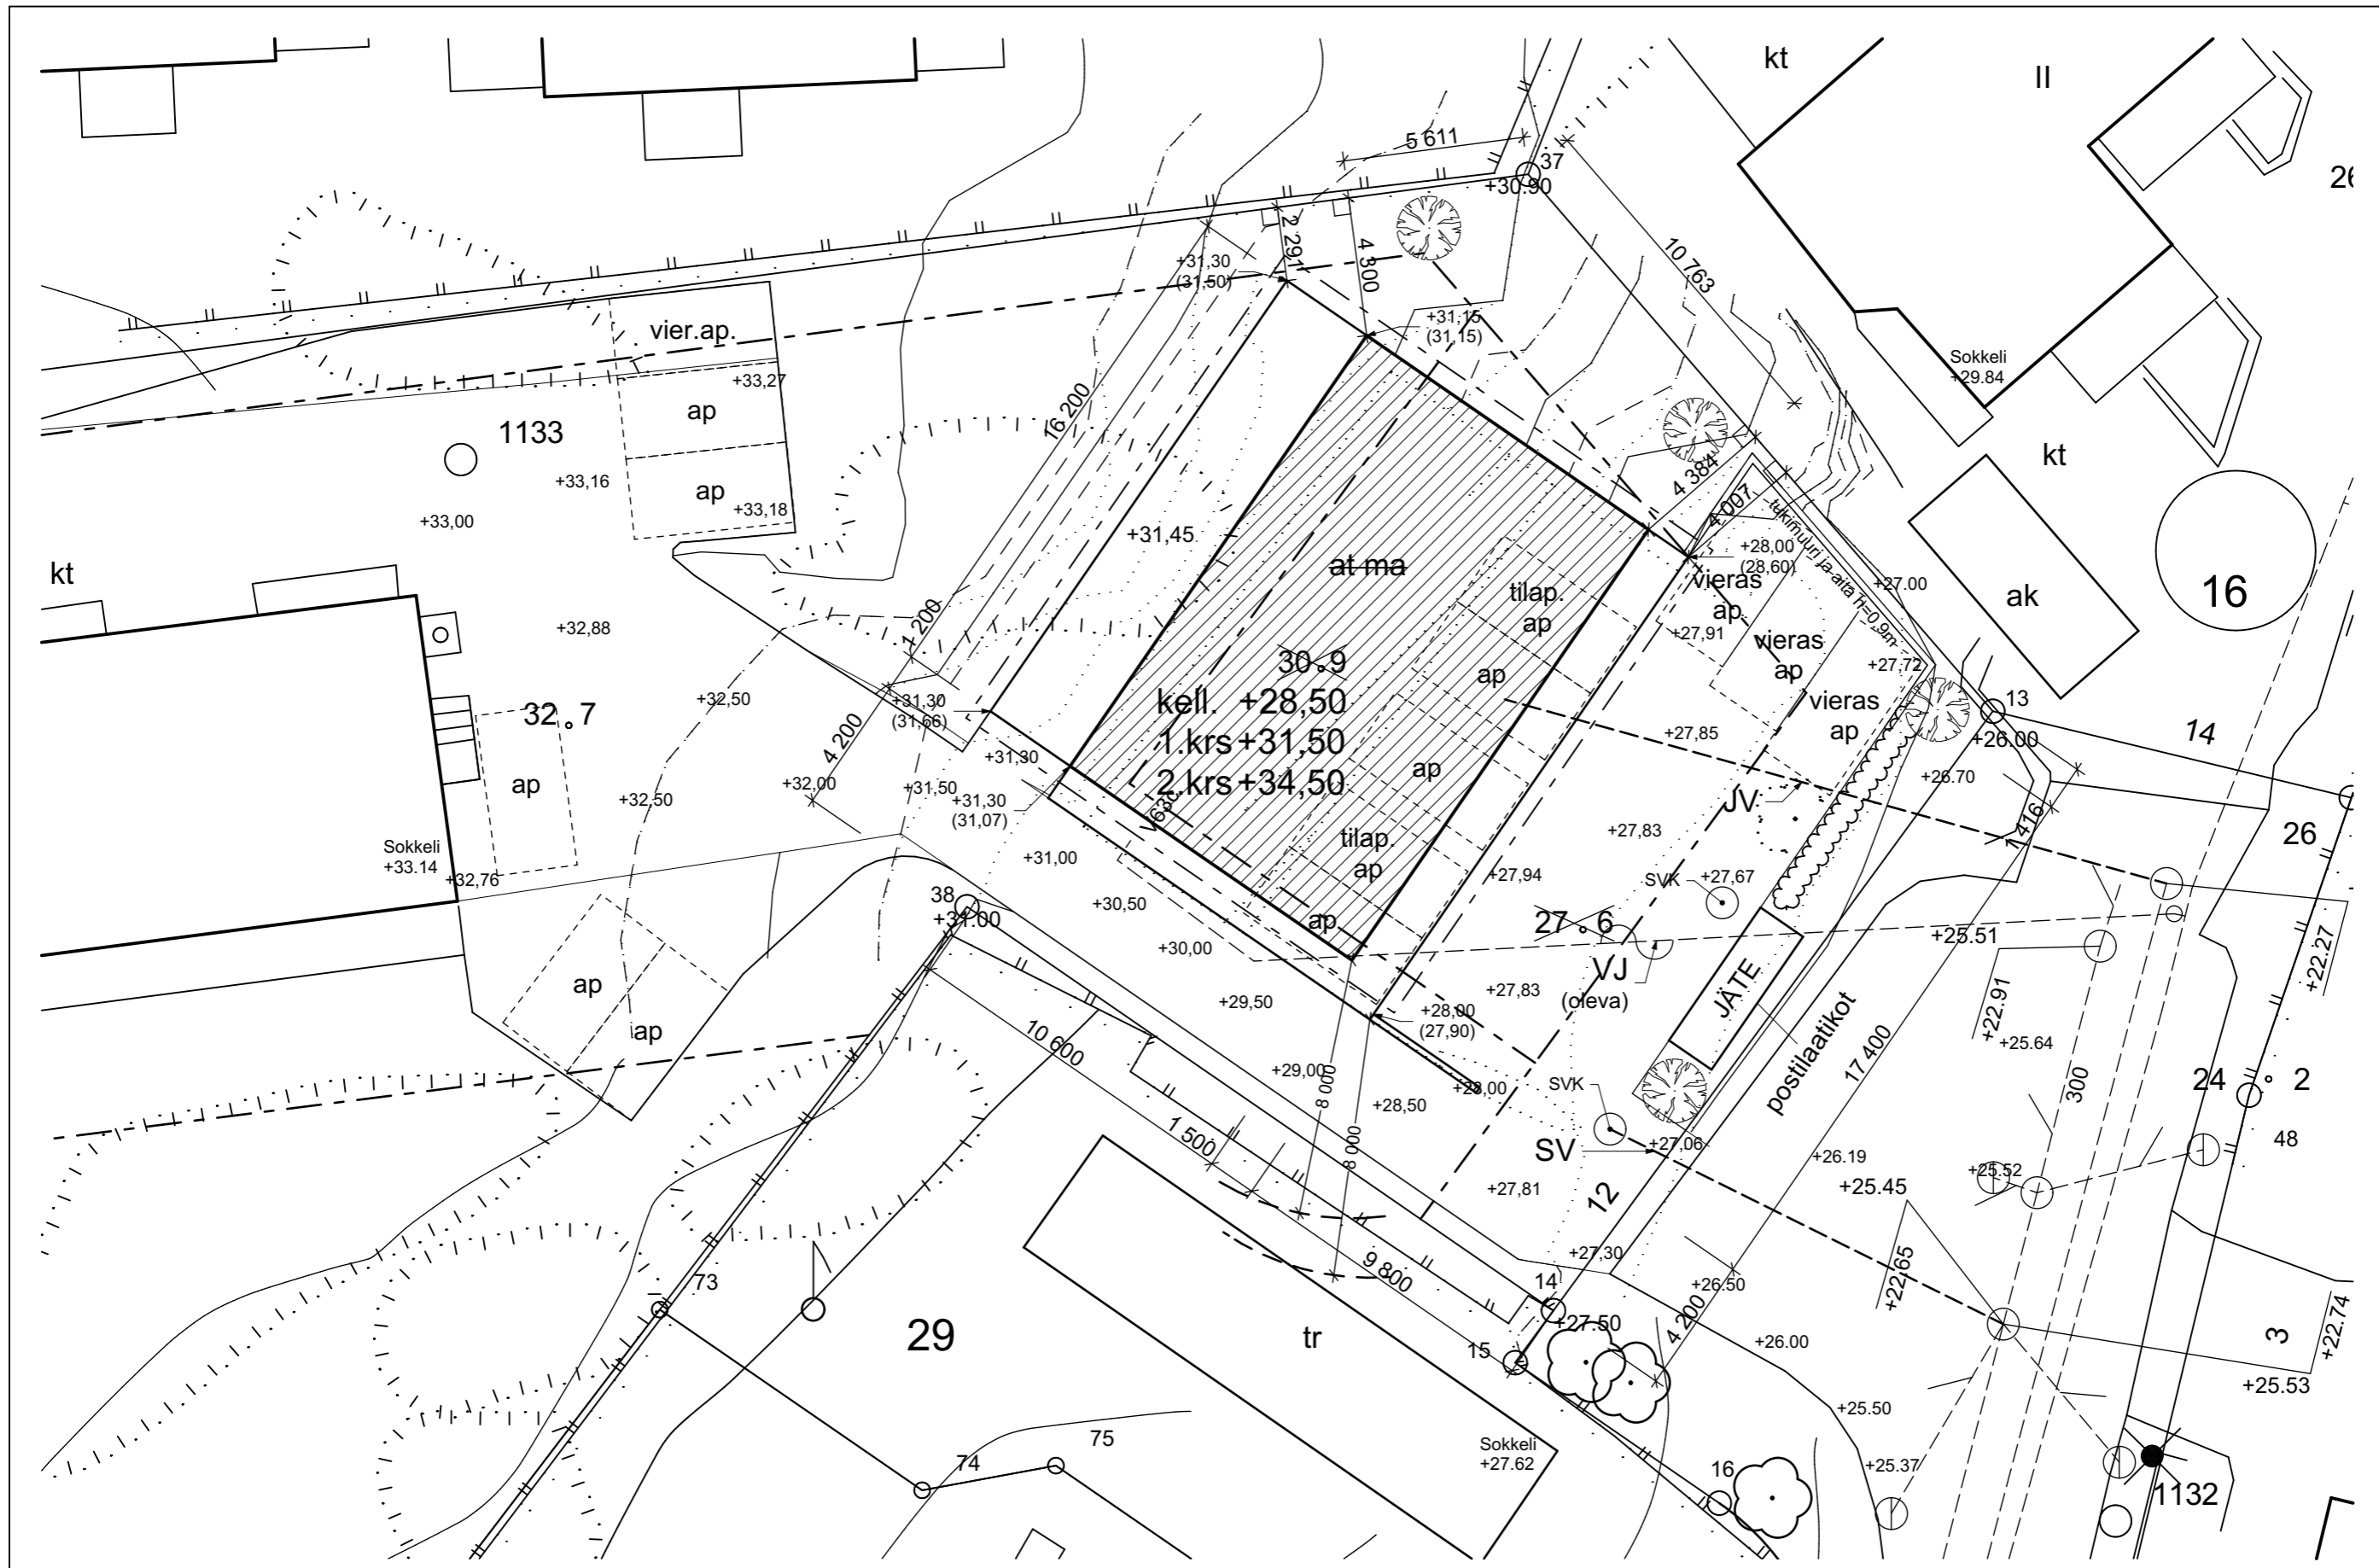 kt
II
5 611
37
+30.90
26
2 291
4 300
10 763
+31,30
(31,50)
vier.ap.
+31,15
(31,15)
Sokkeli
+29.84
+33,27
ap
16 200
1133
kt
4 384
+33,16
ap
+33,18
4 007
+33,00
+31,45
tukimuuri ja aita h=0.9m
+28,00
(28,60)
at ma
kt
vieras
ap.
+27.00
16
ak
tilap.
ap
1 200
+32,88
+27,91
vieras
ap
30.9
+27,72
ap
kell. +28,50
+32,50
+31,30
(31,66)
vieras
ap
13
32.7
14
+27,85
1.krs+31,50
+26.00
4 200
+31,30
ap
ap
+26.70
2.krs+34,50
+32,00
+31,50
+32,50
+31,30
(31,07)
JV
1 416
26
+27,83
tilap.
ap
Sokkeli
+33.14
+31,00
+32,76
+27,94
SVK
+27,67
38
+31.00
+30,50
ap
27.6
+25.51
+30,00
+22.27
VJ
(oleva)
JÄTE
ap
+27,83
+29,50
+22.91
+28,00
(27,90)
postilaatikot
ap
10 600
+25.64
17 400
+29,00
8 000
+28,00
SVK
300
24.2
+28,50
1 500
8 000
SV
+27,06
48
+26.19
+25.52
+27,81
+25.45
12
+27,30
9 800
+22.65
73
14
+26.50
+27.50
4 200
29
tr
15
+26.00
3
+22.74
+25.53
+25.50
75
74
Sokkeli
+27.62
+25.37
16
1132